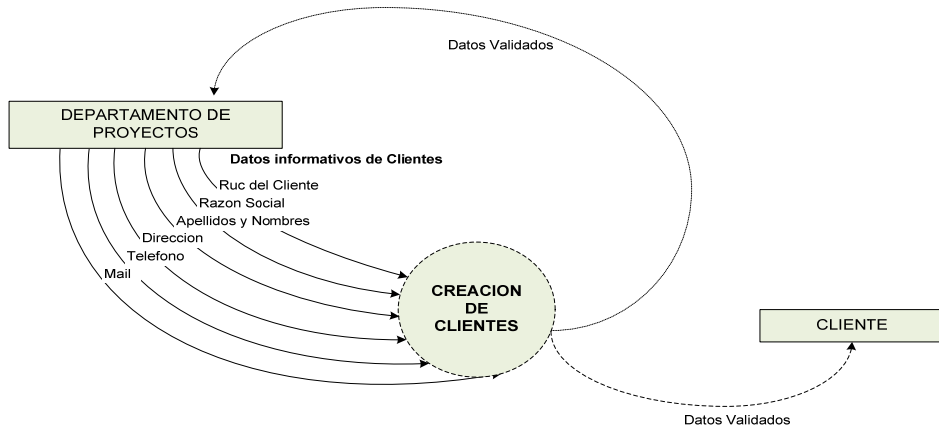 Datos Validados
DEPARTAMENTO DE
PROYECTOS
Datos informativos de Clientes
Ruc del Cliente
Razon Social
Apellidos y Nombres
Direccion
Telefono
Mail
CREACION
DE
CLIENTES
CLIENTE
Datos Validados